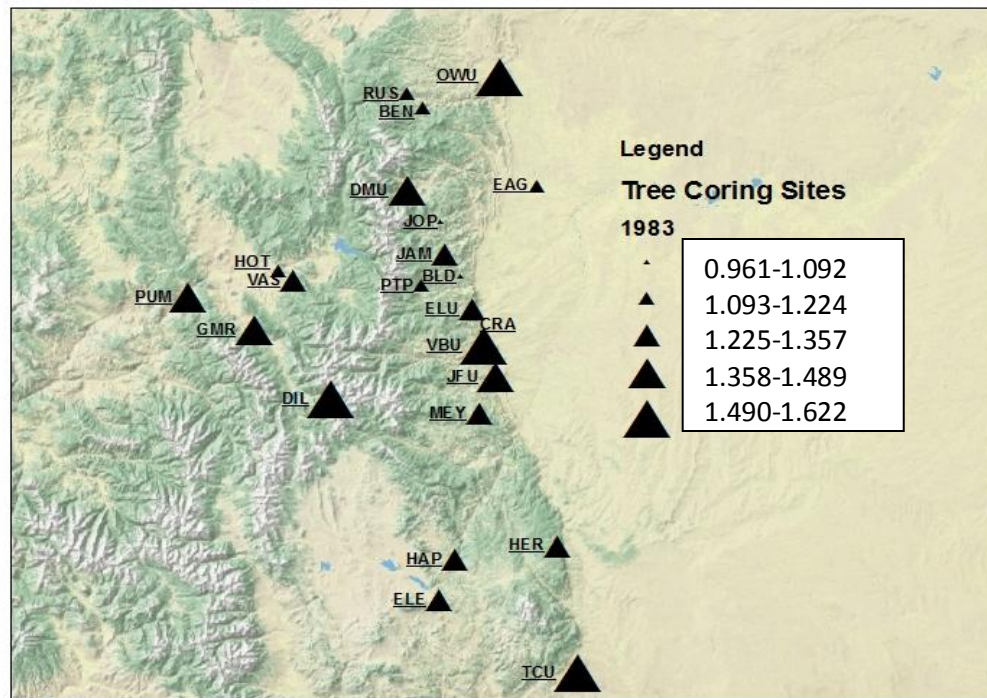 OWU
RUS
BEN
Legend
DMU
EAG
Tree Coring Sites
JOP
1983
JAM
HOT
BLD
VAS
PTP
0.961-1.092
PUM
1.093-1.224
ELU
GMR
CRA
1.225-1.357
VBU
JFU
1.358-1.489
DIL
MEY
1.490-1.622
HER
HAP
ELE
TCU